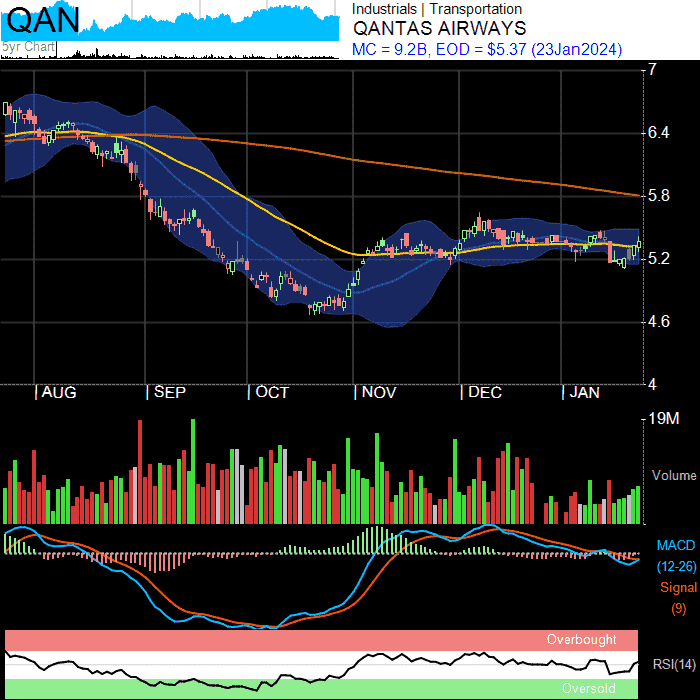 QAN
5yr Chart
Industrials | Transportation
QANTAS AIRWAYS
MC = 9.2B, EOD = $5.37 (23Jan2024)
7
6.4
5.8
5.2
4.6
4
| AUG | SEP | OCT | NOV | DEC | JAN
19M
Volume
MACD
(12-26)
Signal
(9)
Overbought
RSI(14)
Oversold